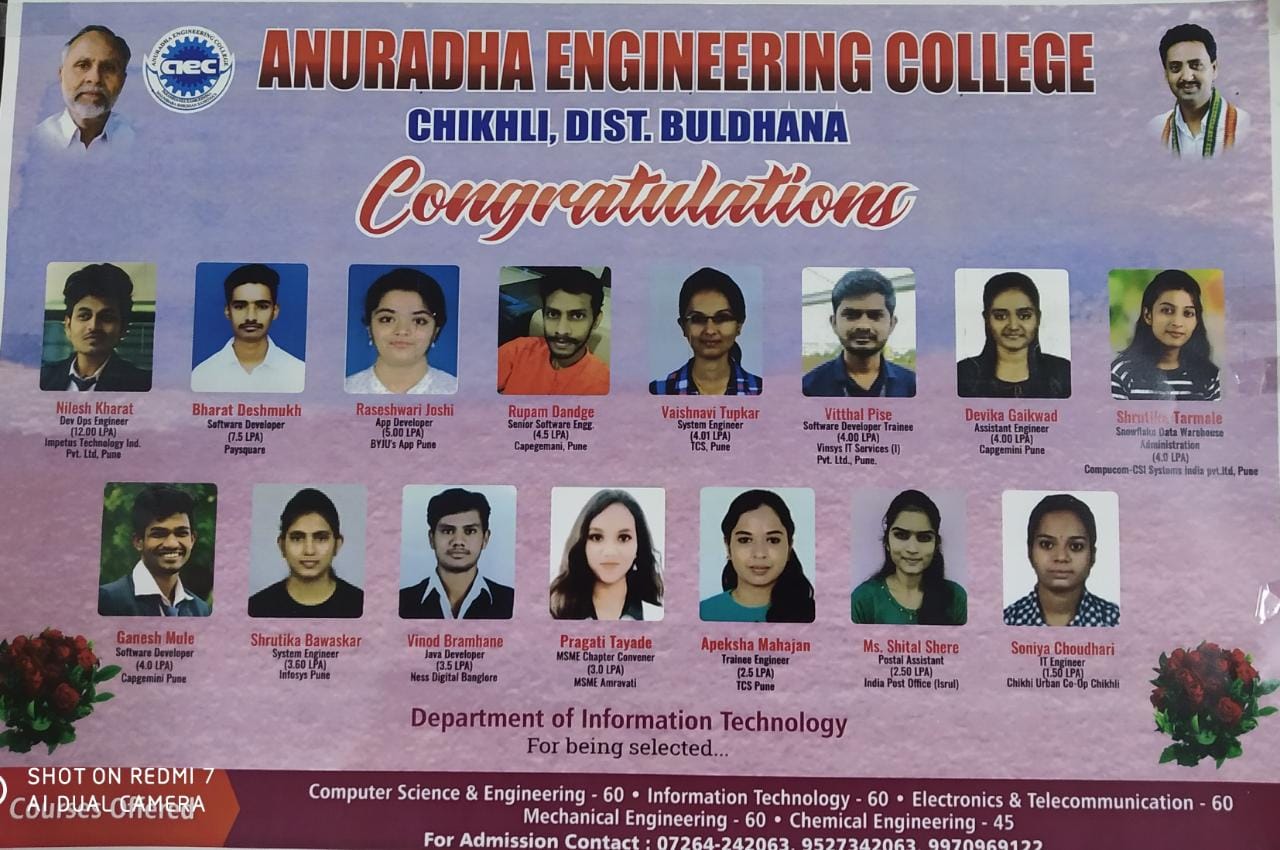 ANURADHA ENGINEERING COLLEGE
aec
ANURADHA ENGINEERING COLLEGE
CHIKHLI, DIST. BULDHANA
Congratulations
Nilesh Kharat
Dev Ops Engineer
(12.00 LPA)
Impetus Technology Ind.
Pvt. Ltd, Pune
Bharat Deshmukh
Software Developer
(7.5 LPA)
Paysquare
Raseshwari Joshi
App Developer
(5.00 LPA)
BYJU's App Pune
Rupam Dandge
Senior Software Engg.
(4.5 LPA)
Capegemani, Pune
Vaishnavi Tupkar
System Engineer
(4.01 LPA)
TCS, Pune
Vitthal Pise
Software Developer Trainee
(4.00 LPA)
Vinsys IT Services (I)
Pvt. Ltd., Pune.
Devika Gaikwad
Assistant Engineer
(4.00 LPA)
Capgemini Pune
Shrutika Tarmale
Snowflake Data Warehouse
Administration
(4.0 LPA)
Compucom-CSI Systems India pvt.ltd, Pune
Ganesh Mule
Software Developer
(4.0 LPA)
Capgemini Pune
Shrutika Bawaskar
System Engineer
(3.60 LPA)
Infosys Pune
Vinod Bramhane
Java Developer
(3.5 LPA)
Ness Digital Banglore
Pragati Tayade
MSME Chapter Convener
(3.0 LPA)
MSME Amravati
Apeksha Mahajan
Trainee Engineer
(2.5 LPA)
TCS Pune
Ms. Shital Shere
Postal Assistant
(2.50 LPA)
India Post Office (Isrul)
Soniya Choudhari
IT Engineer
(1.50 LPA)
Chikhi Urban Co-Op Chikhli
Department of Information Technology
For being selected...
SHOT ON REDMI 7
AI DUAL CAMERA
Courses Offered
Computer Science & Engineering - 60 • Information Technology - 60 • Electronics & Telecommunication - 60
Mechanical Engineering - 60 • Chemical Engineering - 45
For Admission Contact : 07264-242063, 9527342063, 9970969122